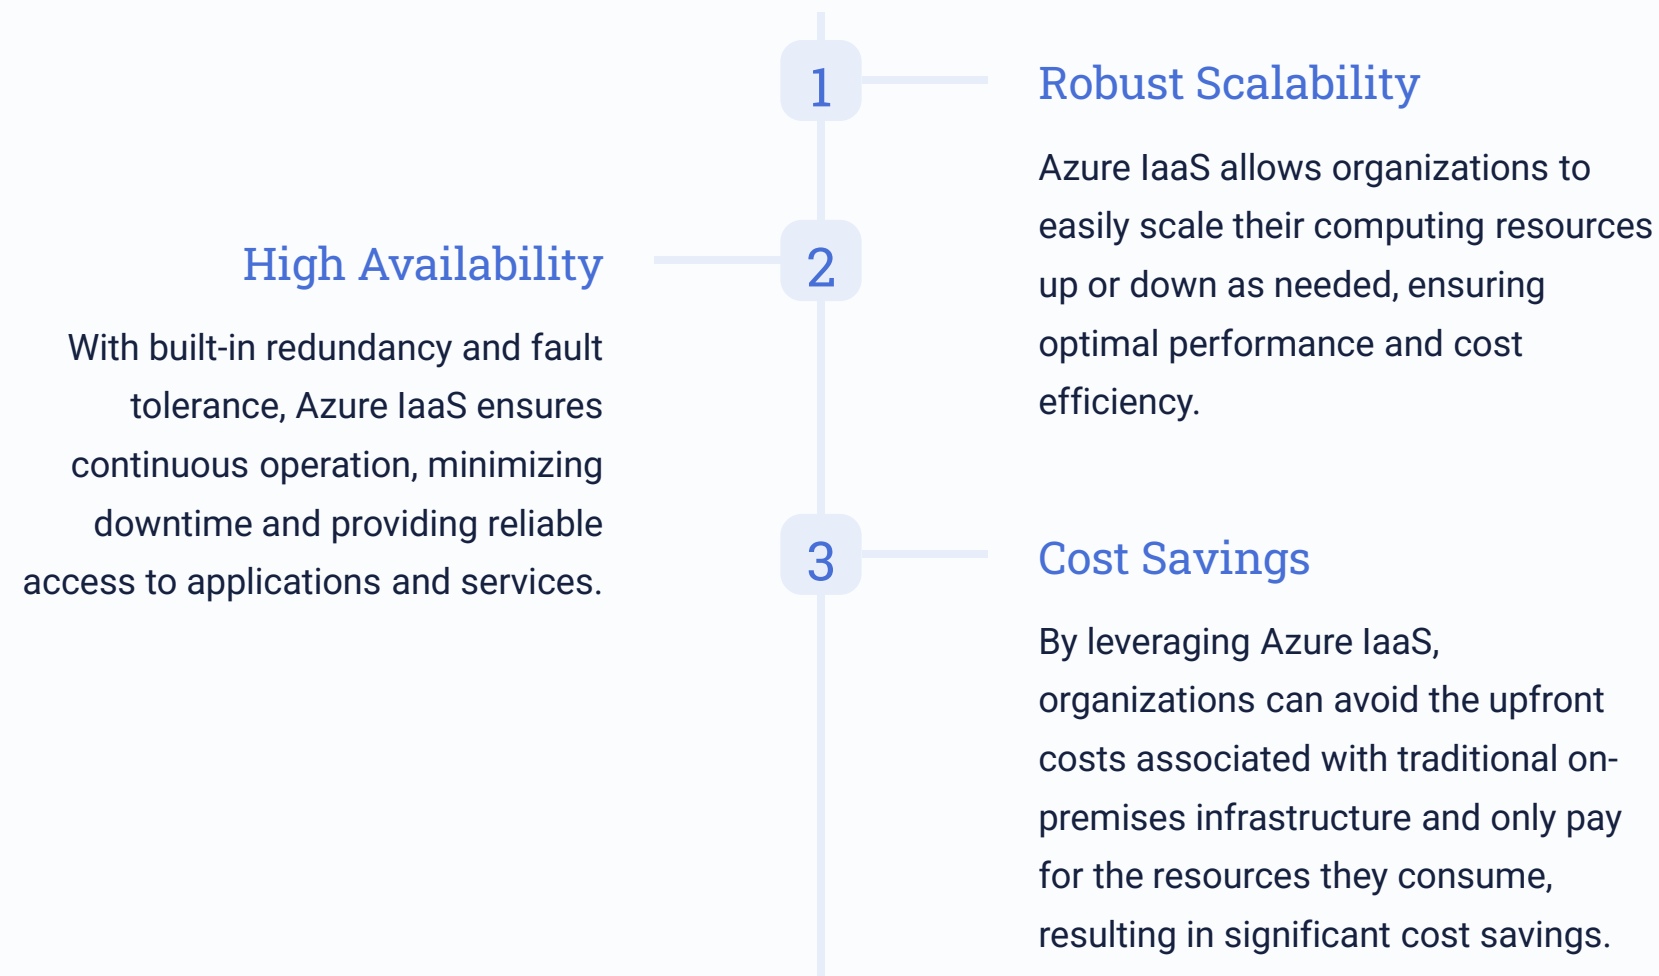 1
Robust Scalability
Azure IaaS allows organizations to
easily scale their computing resources
up or down as needed, ensuring
optimal performance and cost
efficiency.
2
High Availability
With built-in redundancy and fault
tolerance, Azure IaaS ensures
continuous operation, minimizing
downtime and providing reliable
access to applications and services.
3
Cost Savings
By leveraging Azure IaaS,
organizations can avoid the upfront
costs associated with traditional on-
premises infrastructure and only pay
for the resources they consume,
resulting in significant cost savings.